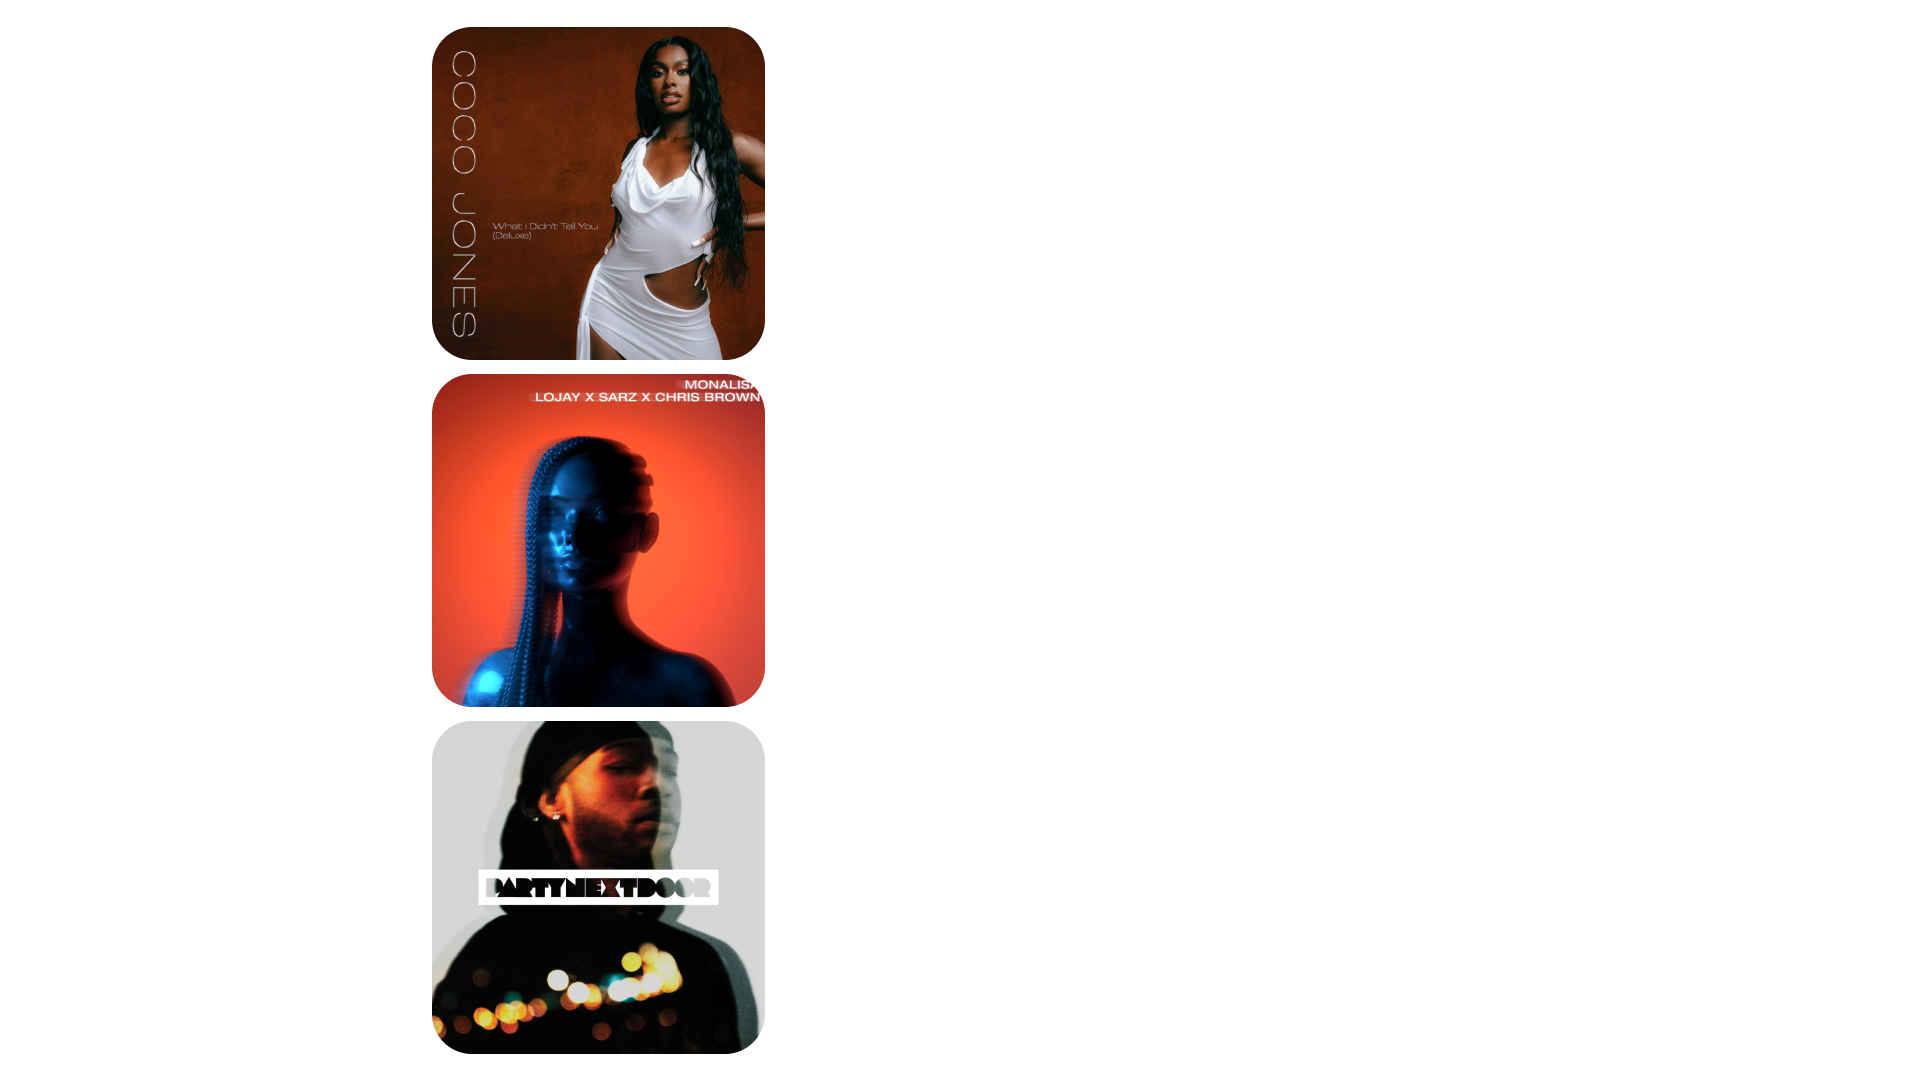 COCO JONES
What I Didn't Tell You
(Deluxe)
MONALISA
LOJAY X SARZ X CHRIS BROWN
PARTYNEXTDOOR